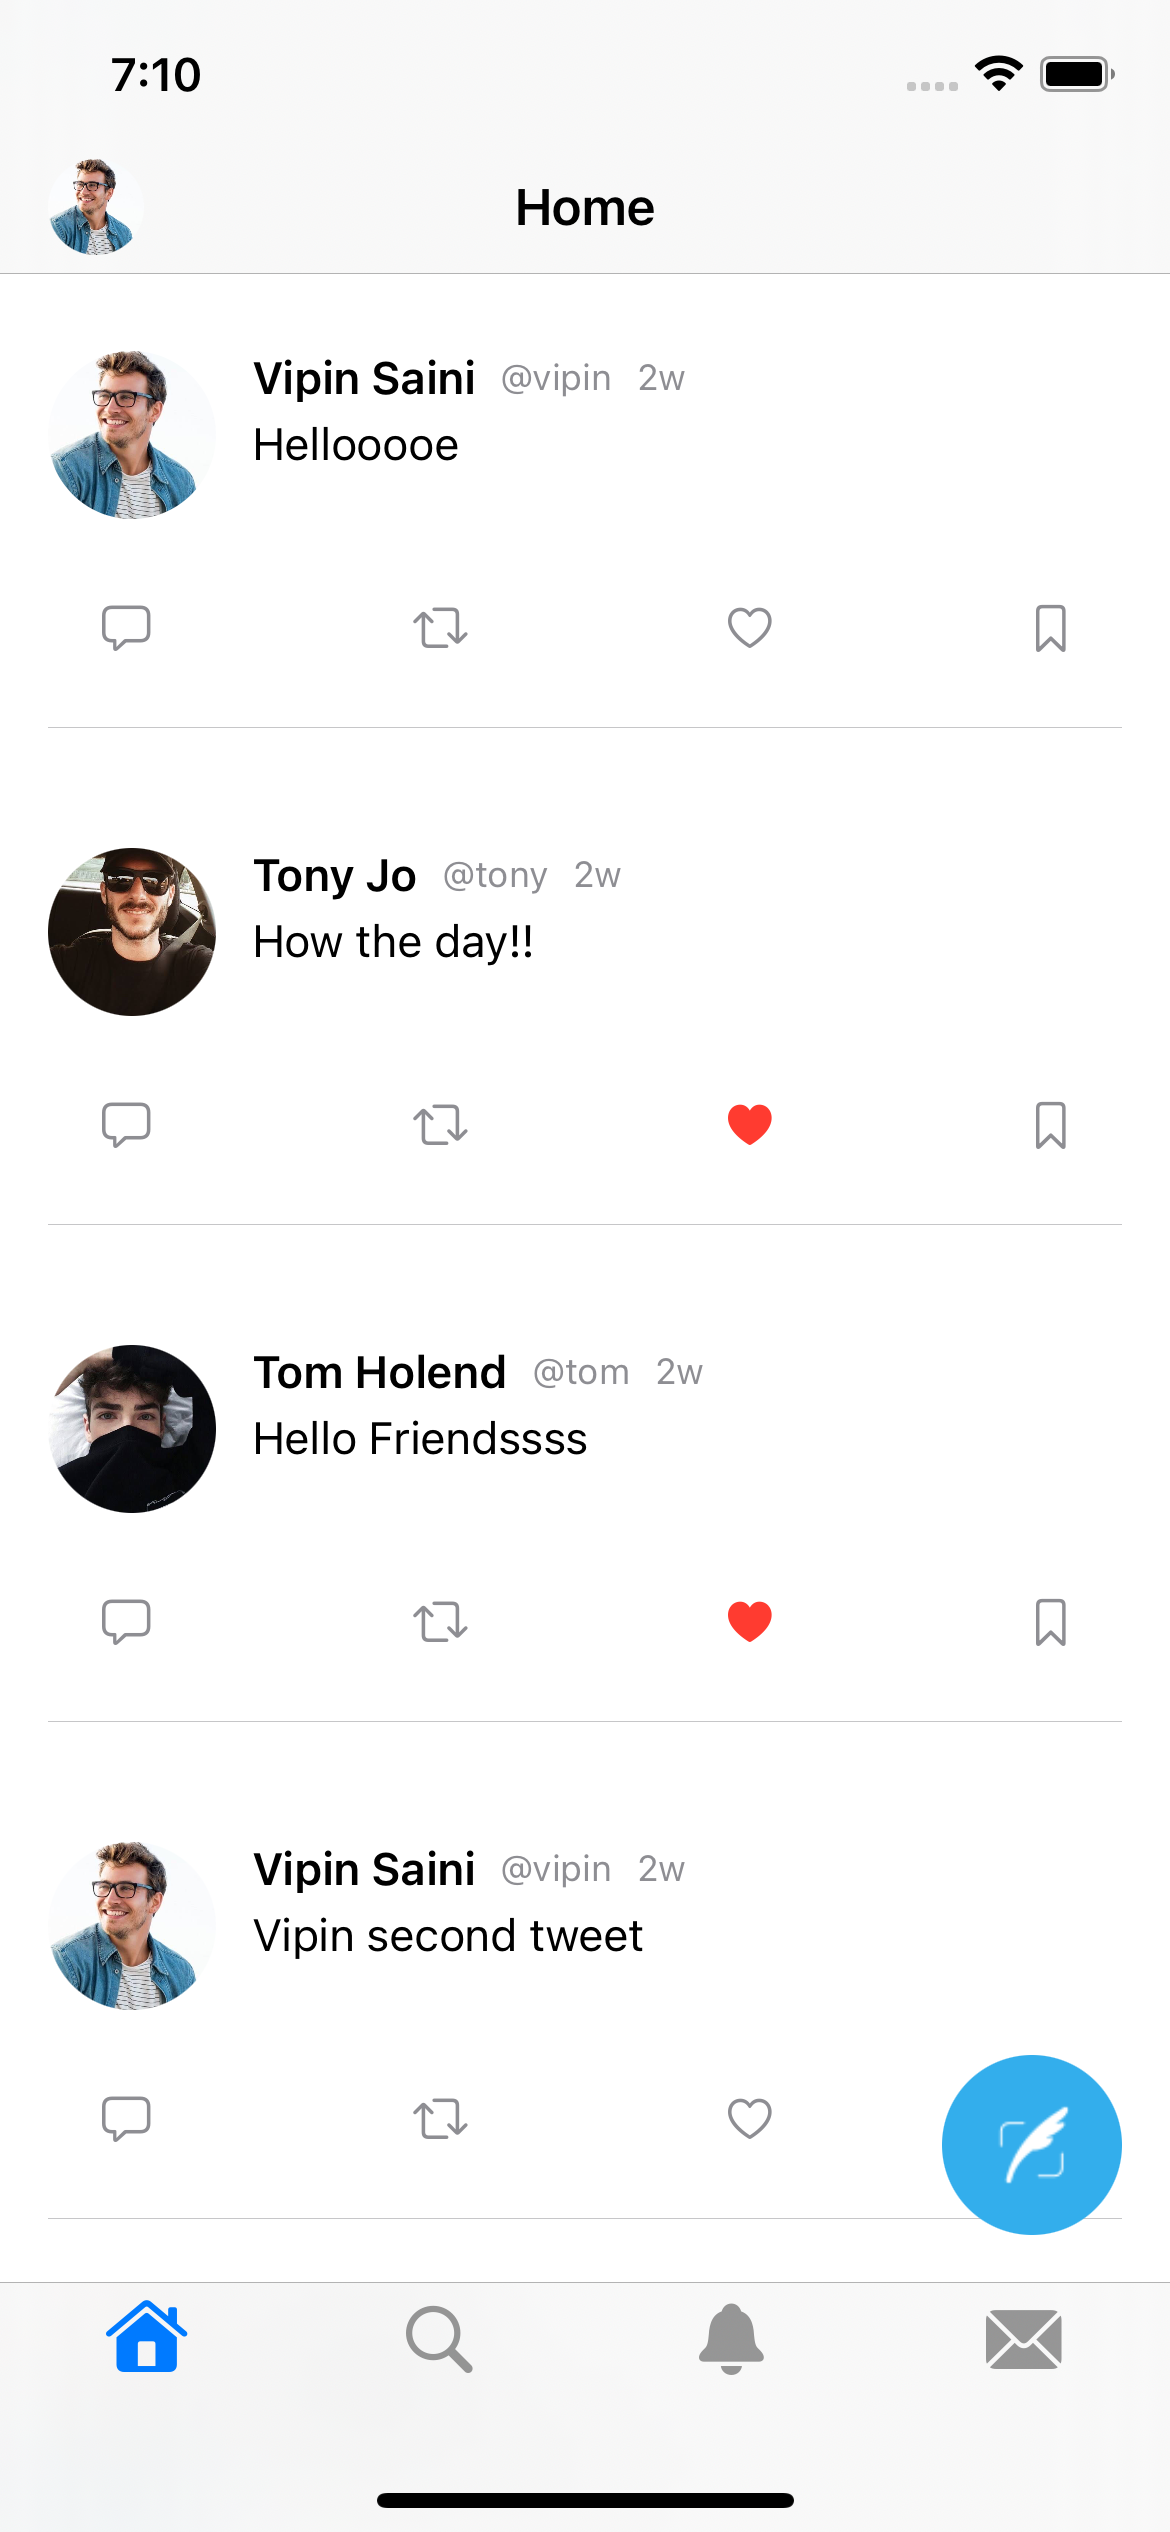 7:10
Home
Vipin Saini @vipin 2w
Hellooooe
Tony Jo @tony 2w
How the day!!
Tom Holend @tom 2w
Hello Friendssss
Vipin Saini @vipin 2w
Vipin second tweet